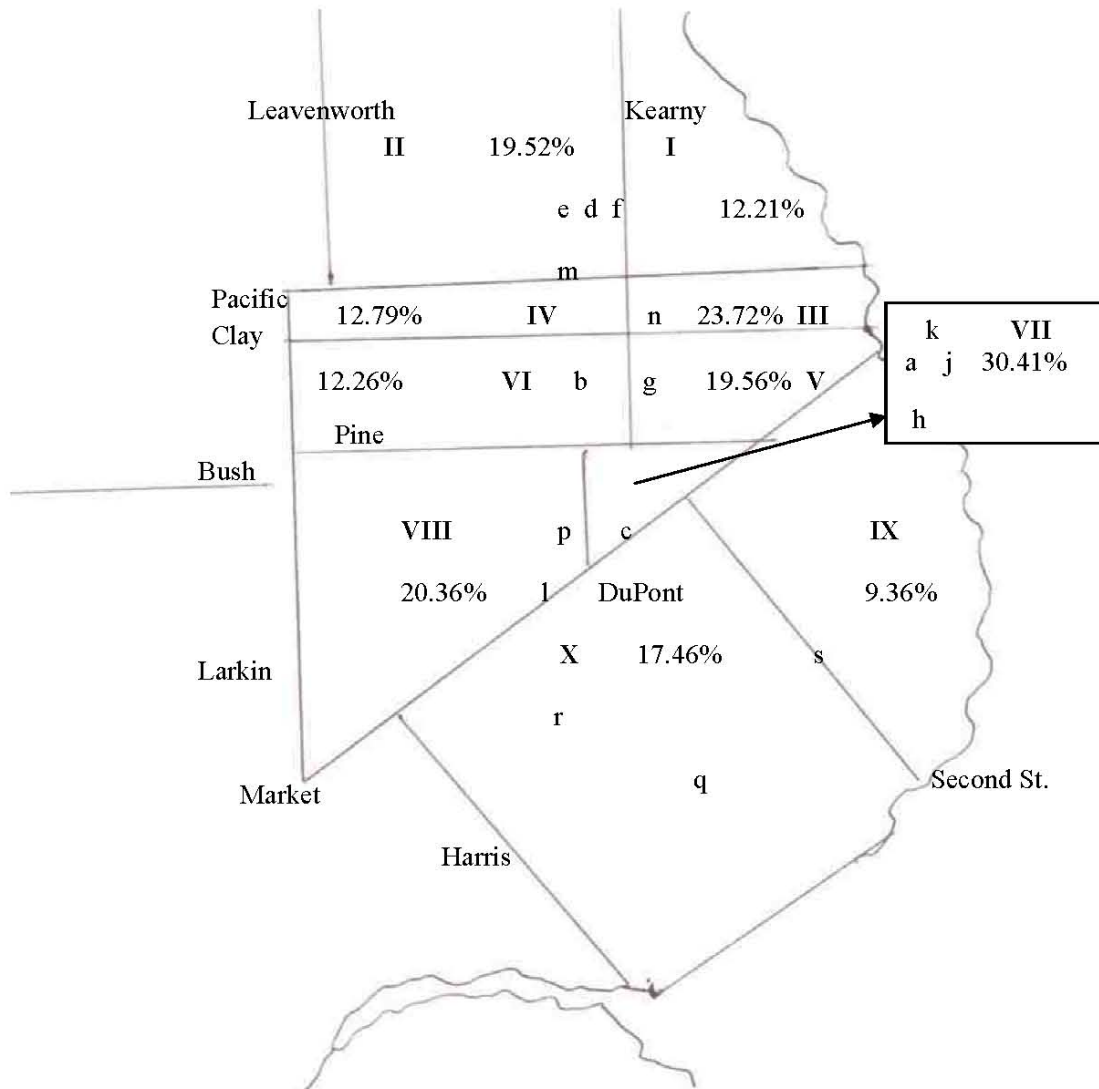 Leavenworth Kearny
II 19.52% I
e d f 12.21%
m
Pacific
12.79% IV n 23.72% III
Clay
k VII
12.26% VI b g 19.56% V
a j 30.41%
h
Pine
Bush
VIII p c IX
20.36% l DuPont 9.36%
Larkin X 17.46% s
r
Market q Second St.
Harris